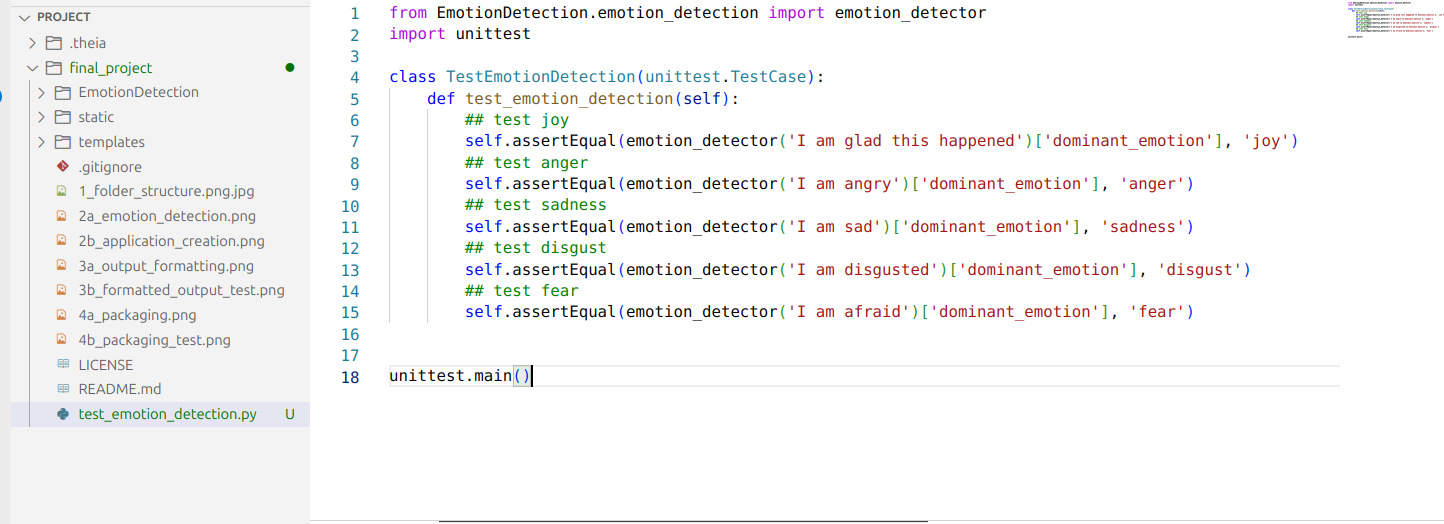 PROJECT
.theia
final_project
EmotionDetection
static
templates
.gitignore
1_folder_structure.png.jpg
2a_emotion_detection.png
2b_application_creation.png
3a_output_formatting.png
3b_formatted_output_test.png
4a_packaging.png
4b_packaging_test.png
LICENSE
README.md
test_emotion_detection.py U
1 from EmotionDetection.emotion_detection import emotion_detector
2 import unittest
3
4 class TestEmotionDetection(unittest.TestCase):
5     def test_emotion_detection(self):
6         ## test joy
7         self.assertEqual(emotion_detector('I am glad this happened')['dominant_emotion'], 'joy')
8         ## test anger
9         self.assertEqual(emotion_detector('I am angry')['dominant_emotion'], 'anger')
10         ## test sadness
11         self.assertEqual(emotion_detector('I am sad')['dominant_emotion'], 'sadness')
12         ## test disgust
13         self.assertEqual(emotion_detector('I am disgusted')['dominant_emotion'], 'disgust')
14         ## test fear
15         self.assertEqual(emotion_detector('I am afraid')['dominant_emotion'], 'fear')
16
17
18 unittest.main()